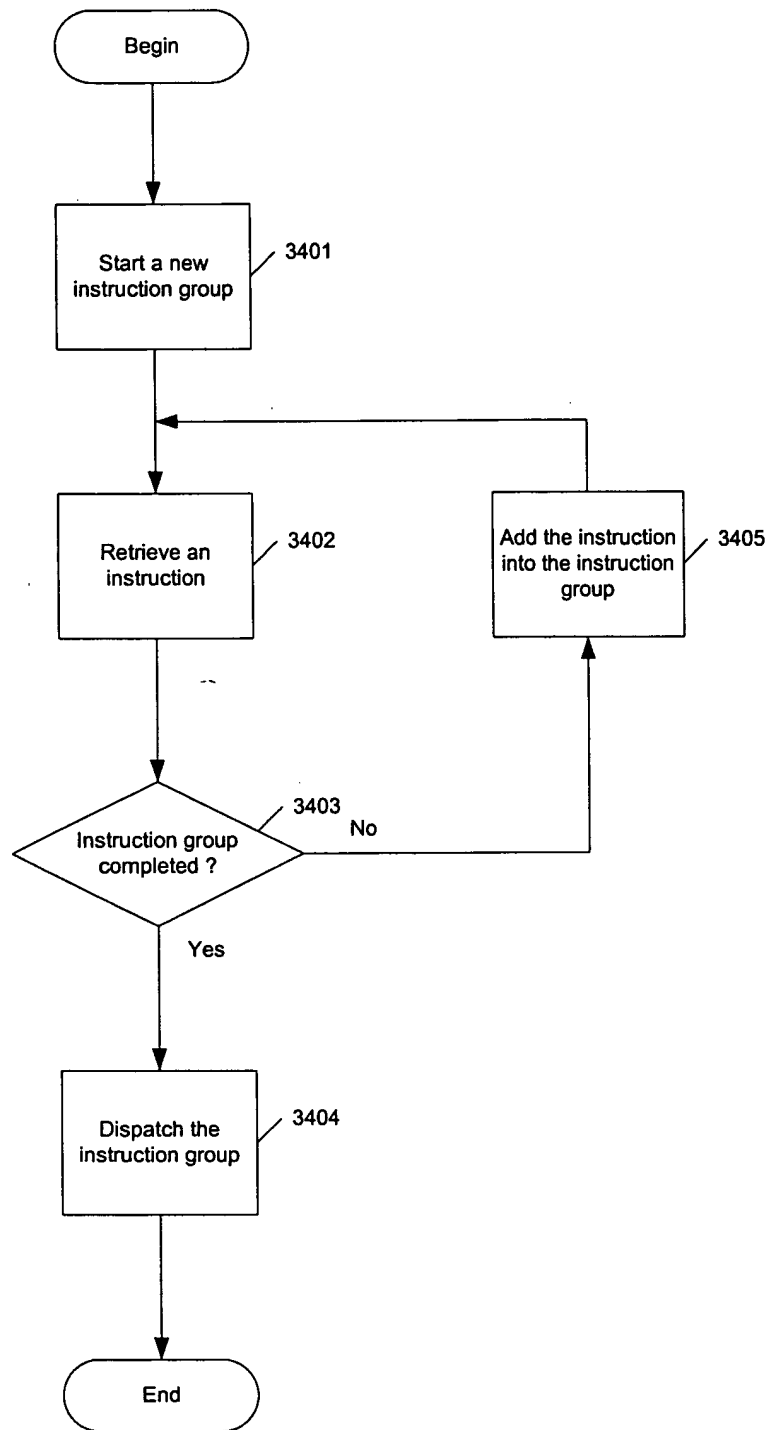 Begin
Start a new
instruction group
3401
Retrieve an
instruction
3402
Add the instruction
into the instruction
group
3405
Instruction group
completed ?
3403
No
Yes
Dispatch the
instruction group
3404
End